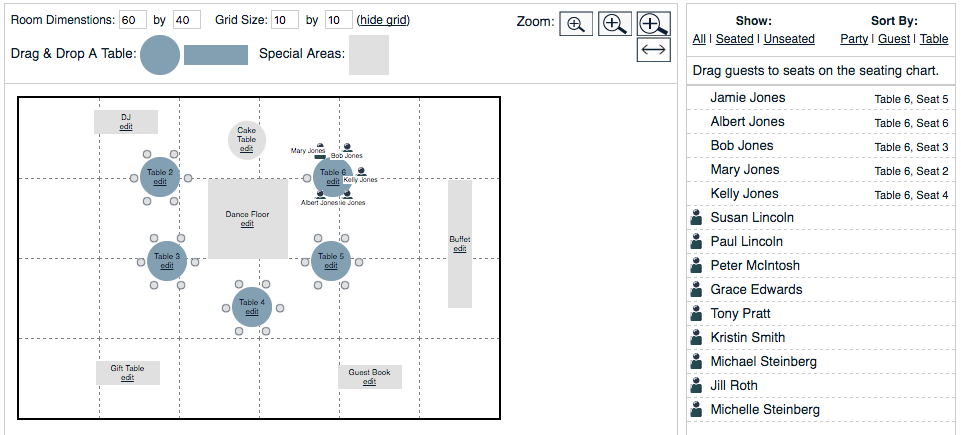 Room Dimenstions: 60 by 40 Grid Size: 10 by 10 (hide grid)
Zoom:
Drag & Drop A Table: Special Areas:
DJ
edit
Cake
Table
edit
Mary Jones
Bob Jones
Table 2
edit
Table 6
edit
Kelly Jones
Albert Jones
ie Jones
Dance Floor
edit
Buffet
edit
Table 3
edit
Table 5
edit
Table 4
edit
Gift Table
edit
Guest Book
edit
Show: Sort By:
All | Seated | Unseated Party | Guest | Table
Drag guests to seats on the seating chart.
Jamie Jones Table 6, Seat 5
Albert Jones Table 6, Seat 6
Bob Jones Table 6, Seat 3
Mary Jones Table 6, Seat 2
Kelly Jones Table 6, Seat 4
Susan Lincoln
Paul Lincoln
Peter McIntosh
Grace Edwards
Tony Pratt
Kristin Smith
Michael Steinberg
Jill Roth
Michelle Steinberg